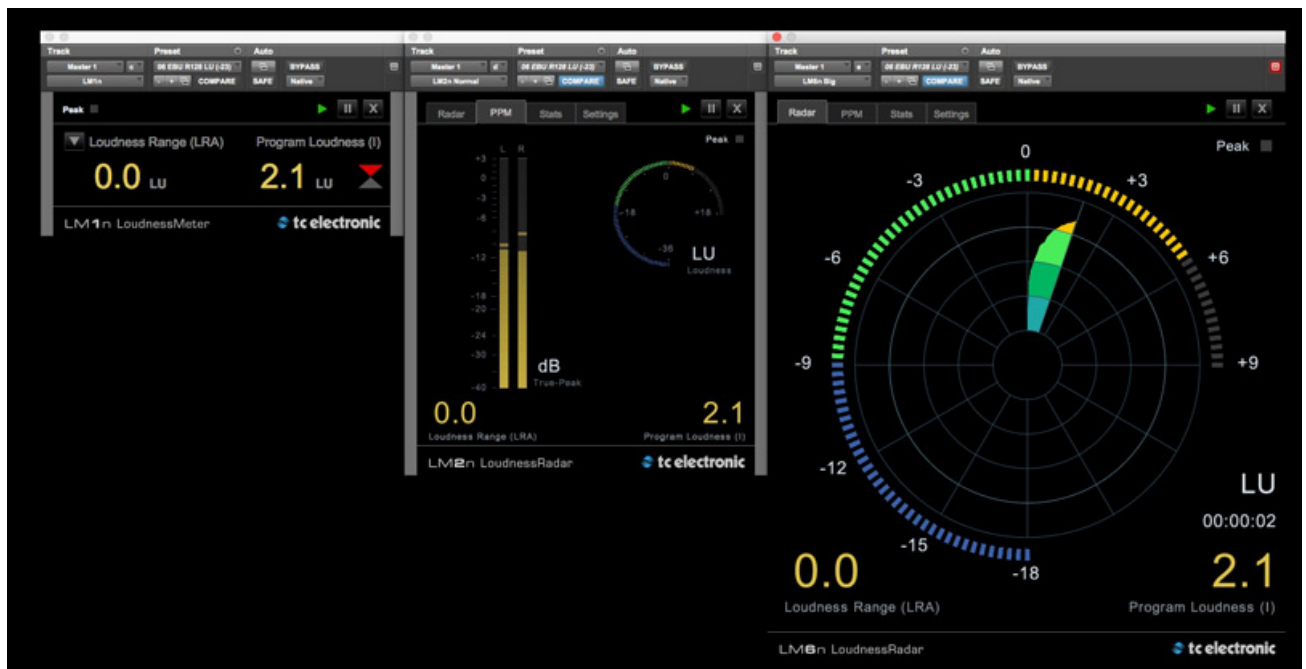 Track Preset Auto
Master 1 a 06 EBU R128 LU (-23) BYPASS
LM1n - + COMPARE SAFE Native
Peak II X
Loudness Range (LRA) Program Loudness (I)
0.0 LU 2.1 LU
LM1n LoudnessMeter tc electronic
Track Preset Auto
Master 1 d 06 EBU R128 LU (-23) BYPASS
LM2n Normal - + COMPARE SAFE Native
Radar PPM Stats Settings X
Peak
L R
+3
0
-3
-6
-12
-18
-20
-24
-30
-40
0
-18 +18
-36
LU
Loudness
dB
True-Peak
0.0 2.1
Loudness Range (LRA) Program Loudness (I)
LM2n LoudnessRadar tc electronic
Track Preset Auto
Master 1 e 06 EBU R128 LU (-23) BYPASS
LM6n Big - + COMPARE SAFE Native
Radar PPM Stats Settings X
Peak
0
-3 +3
-6 +6
-9 +9
-12
-15
-18
LU
00:00:02
0.0 2.1
Loudness Range (LRA) Program Loudness (I)
LM6n LoudnessRadar tc electronic